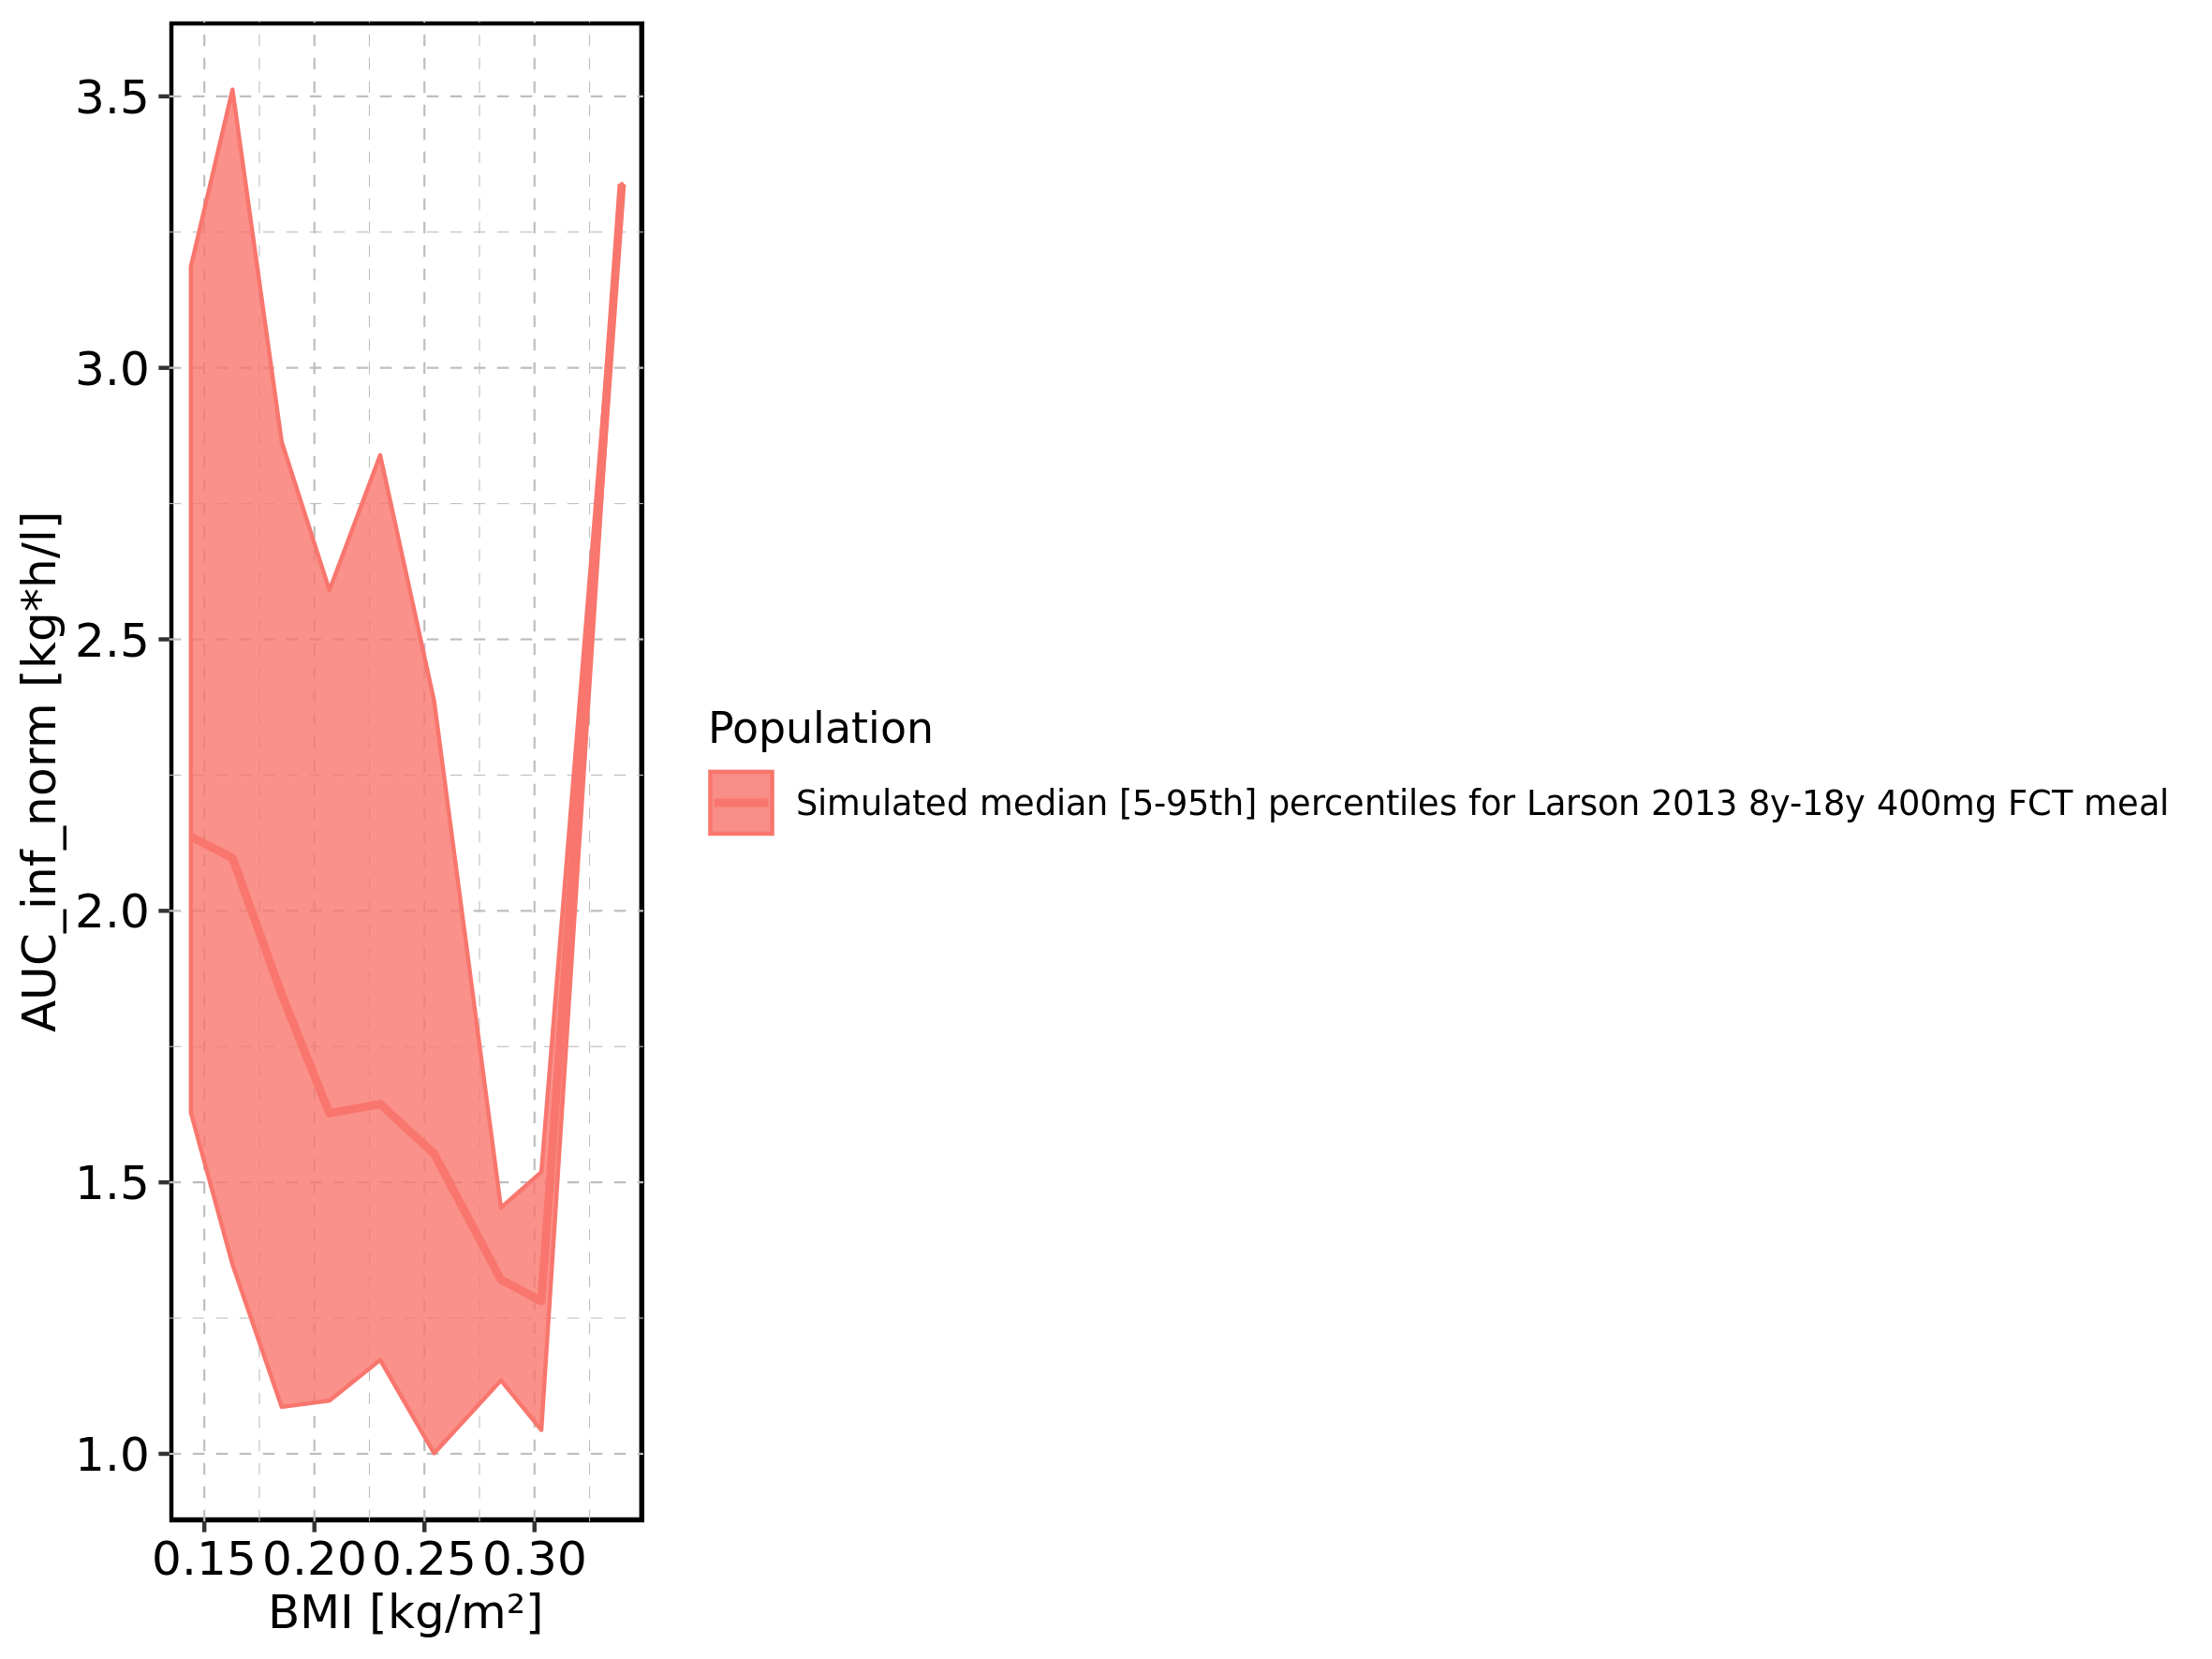 AUC_inf_norm [kg*h/l]
3.5
3.0
2.5
2.0
1.5
1.0
0.15 0.20 0.25 0.30
BMI [kg/m²]
Population
Simulated median [5-95th] percentiles for Larson 2013 8y-18y 400mg FCT meal